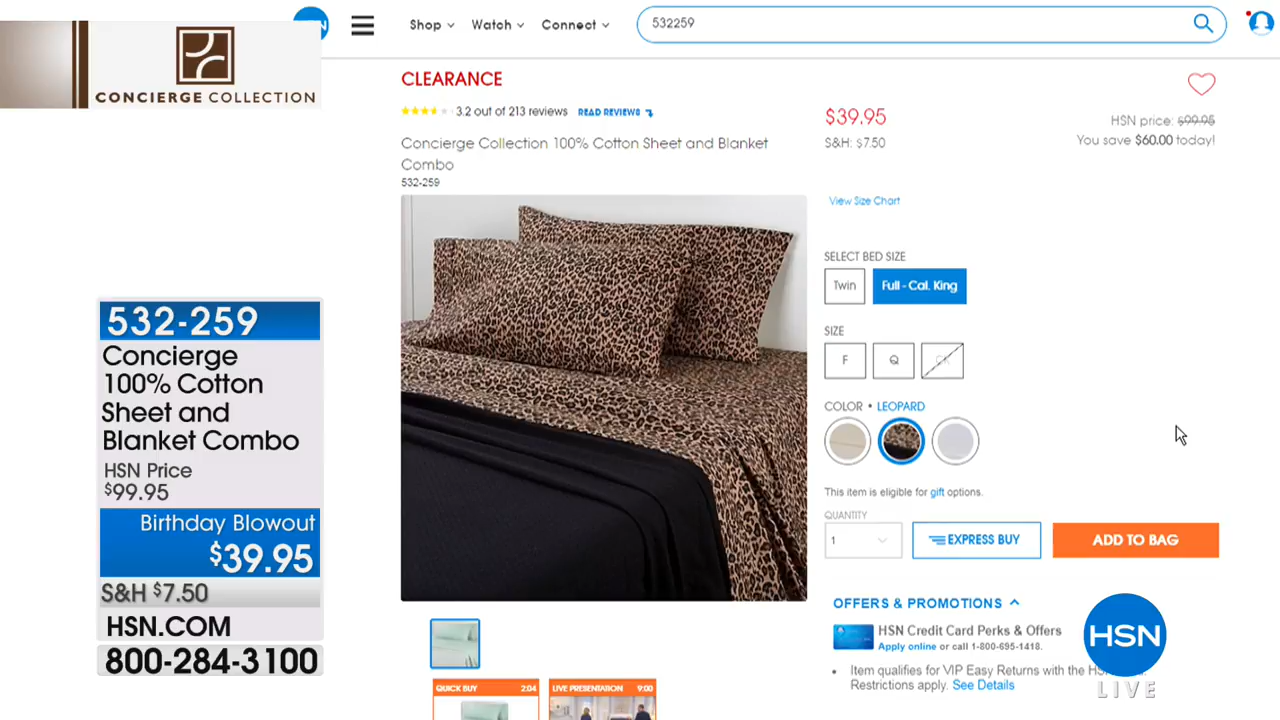 Shop
Watch
Connect
532259
CONCIERGE COLLECTION
CLEARANCE
3.2 out of 213 reviews READ REVIEWS
Concierge Collection 100% Cotton Sheet and Blanket
Combo
532-259
$39.95
S&H: $7.50
HSN price: $99.95
You save $60.00 today!
View Size Chart
SELECT BED SIZE
Twin
Full - Cal. King
SIZE
F
Q
COLOR • LEOPARD
This item is eligible for gift options.
QUANTITY
1
EXPRESS BUY
ADD TO BAG
OFFERS & PROMOTIONS
HSN Credit Card Perks & Offers
Apply online or call 1-800-695-1418.
• Item qualifies for VIP Easy Returns with the
Restrictions apply. See Details
QUICK BUY 2:04
LIVE PRESENTATION 9:00
532-259
Concierge
100% Cotton
Sheet and
Blanket Combo
HSN Price
$99.95
Birthday Blowout
$39.95
S&H $7.50
HSN.COM
800-284-3100
HSN
LIVE